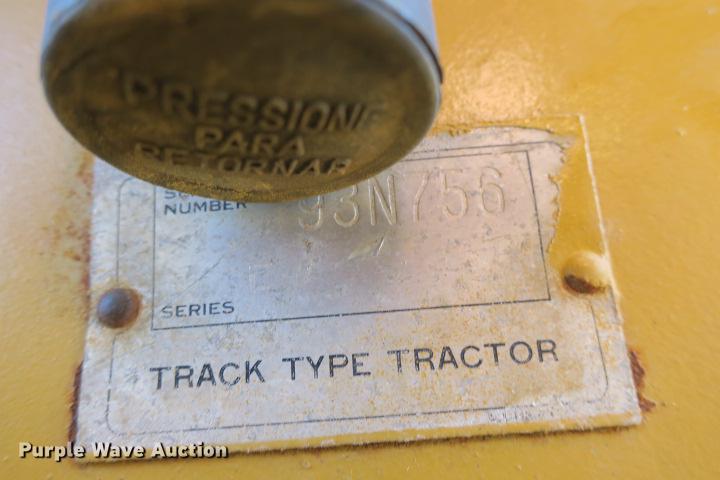 PRESSIONE
PARA
RETORNAR
NUMBER 93N756
SERIES
TRACK TYPE TRACTOR
Purple Wave Auction